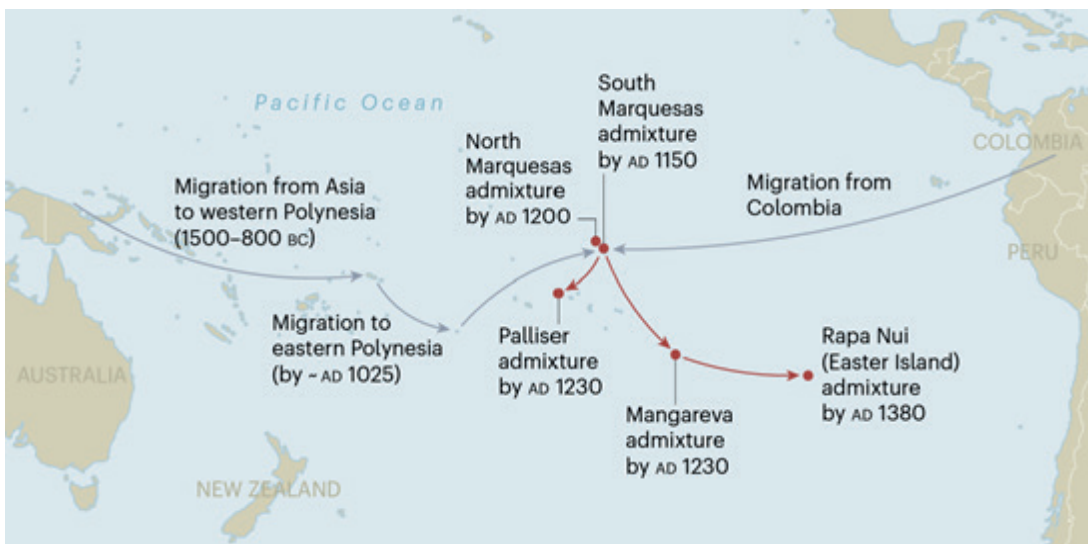 Pacific Ocean
South
Marquesas
admixture
by AD 1150
North
Marquesas
admixture
by AD 1200
COLOMBIA
Migration from Asia
to western Polynesia
(1500–800 BC)
Migration from
Colombia
PERU
Migration to
eastern Polynesia
(by ~ AD 1025)
Palliser
admixture
by AD 1230
Rapa Nui
(Easter Island)
admixture
by AD 1380
AUSTRALIA
Mangareva
admixture
by AD 1230
NEW ZEALAND